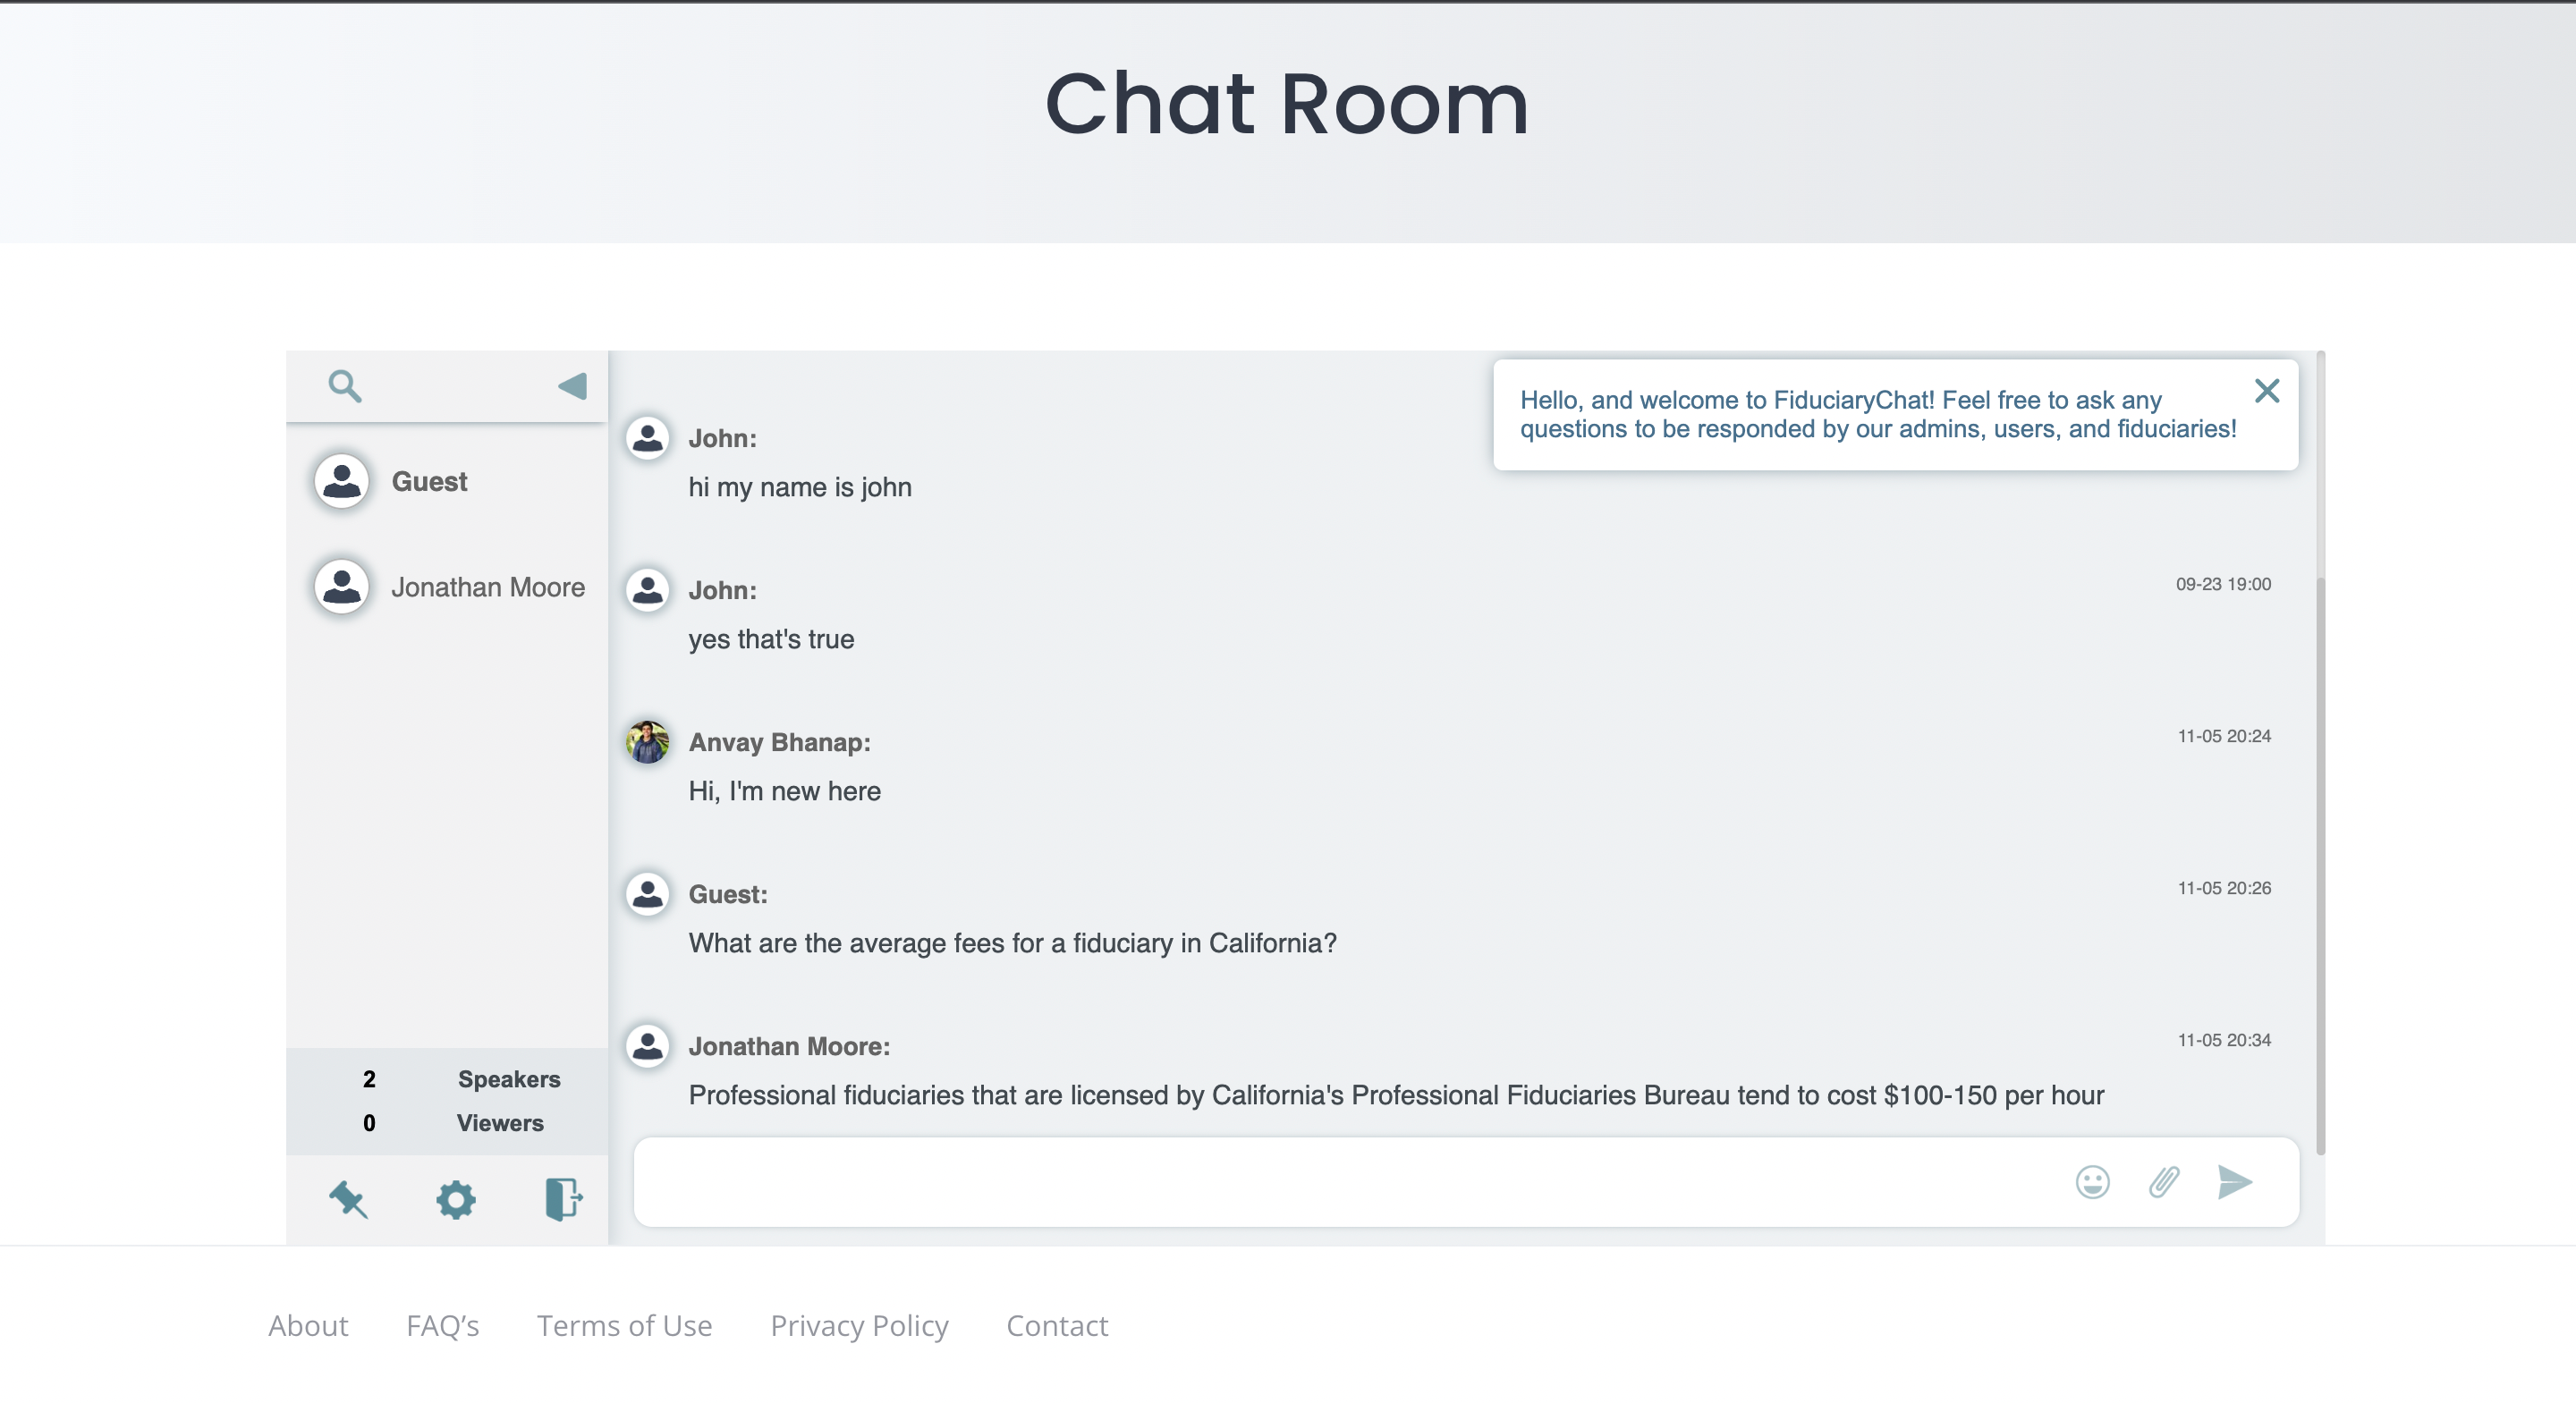 Chat Room
Hello, and welcome to FiduciaryChat! Feel free to ask any
questions to be responded by our admins, users, and fiduciaries!
Guest
Jonathan Moore
2 Speakers
0 Viewers
John:
hi my name is john
John: 09-23 19:00
yes that's true
Anvay Bhanap: 11-05 20:24
Hi, I'm new here
Guest: 11-05 20:26
What are the average fees for a fiduciary in California?
Jonathan Moore: 11-05 20:34
Professional fiduciaries that are licensed by California's Professional Fiduciaries Bureau tend to cost $100-150 per hour
About FAQ’s Terms of Use Privacy Policy Contact